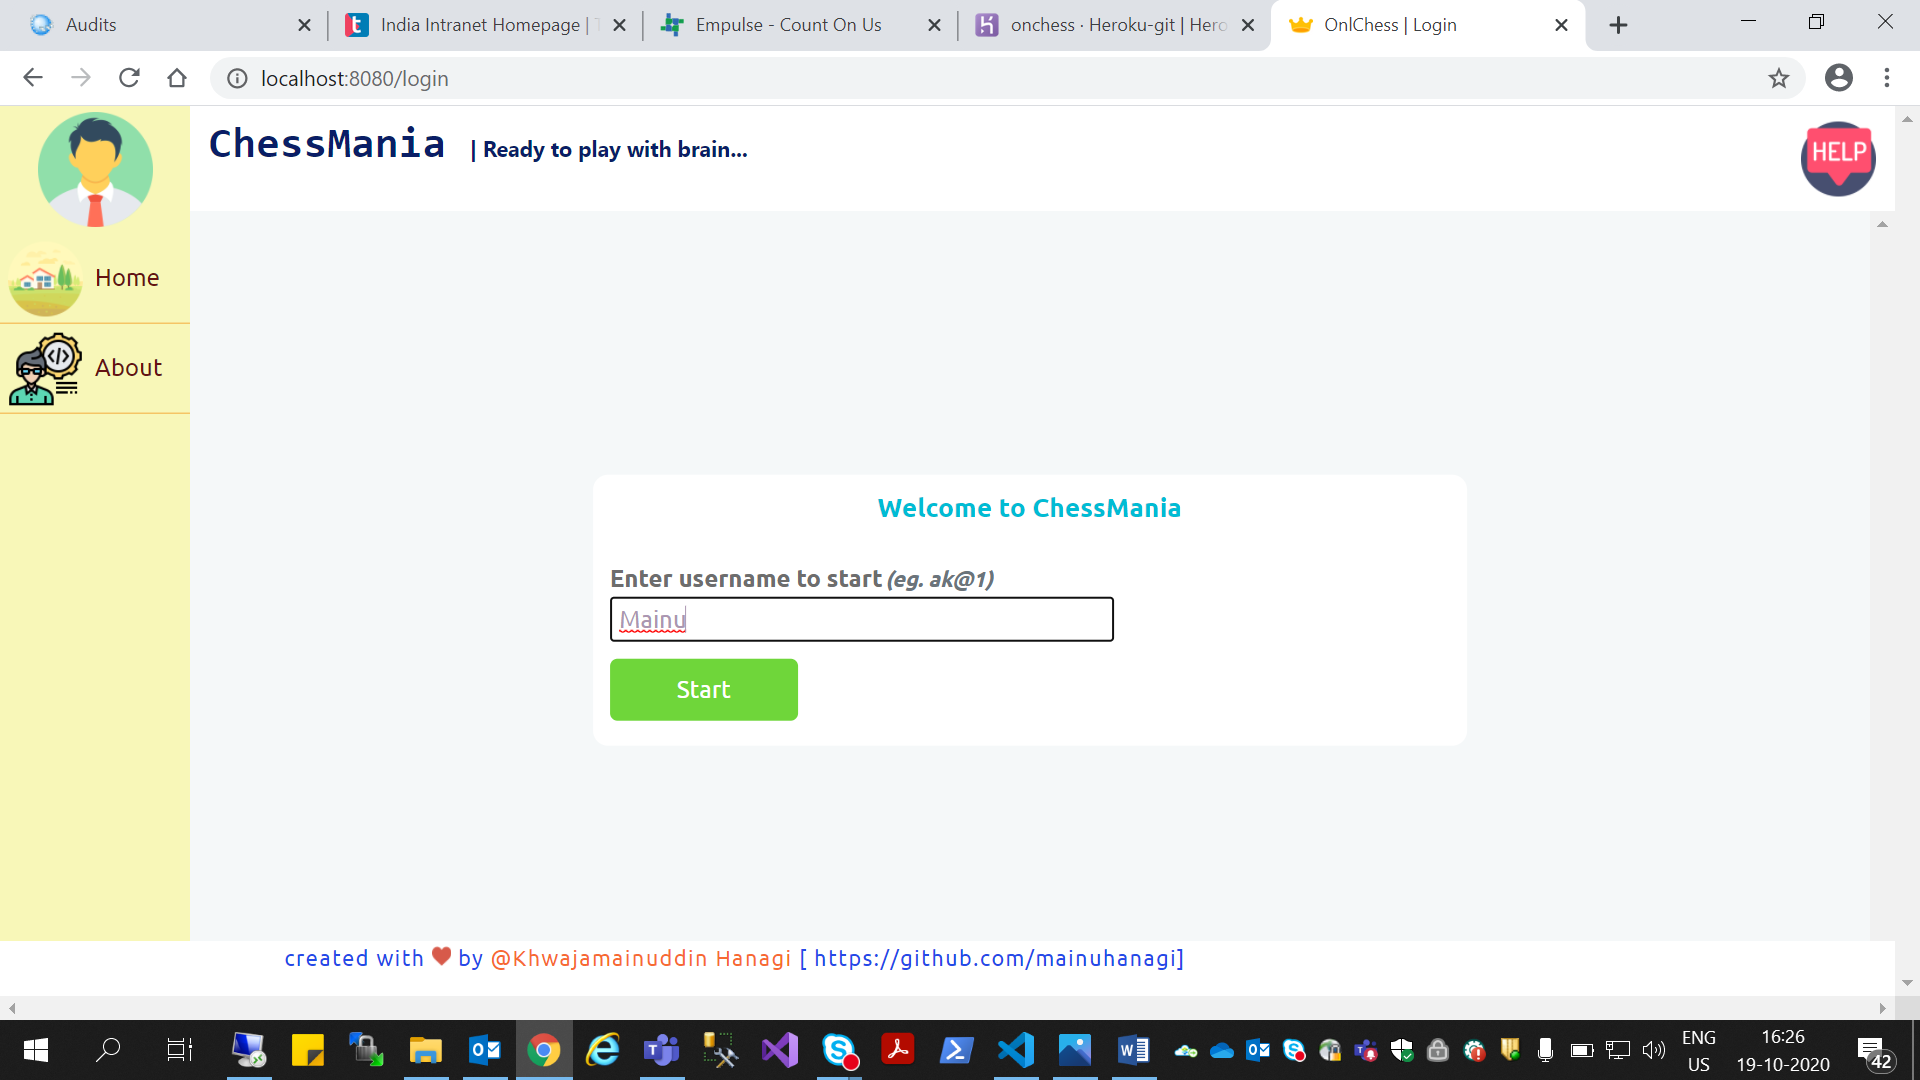 Audits
India Intranet Homepage | T
Empulse - Count On Us
onchess · Heroku-git | Hero
OnlChess | Login
localhost:8080/login
ChessMania | Ready to play with brain...
HELP
Home
About
Welcome to ChessMania
Enter username to start (eg. ak@1)
Mainu
Start
created with ❤ by @Khwajamainuddin Hanagi [ https://github.com/mainuhanagi]
ENG
US
16:26
19-10-2020
42